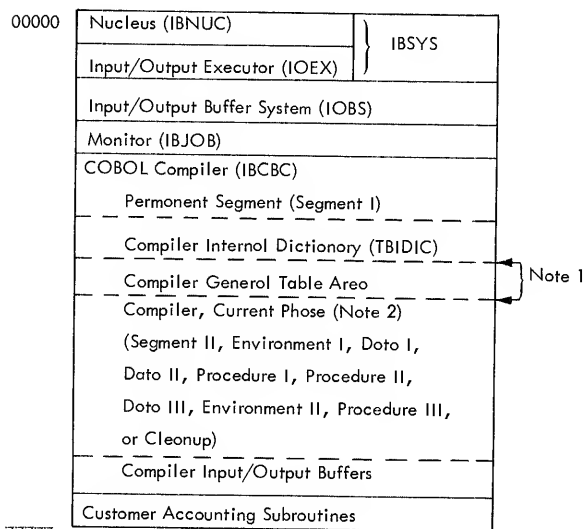 00000
Nucleus (IBNUC)
IBSYS
Input/Output Executor (IOEX)
Input/Output Buffer System (IOBS)
Monitor (IBJOB)
COBOL Compiler (IBCBC)
Permonent Segment (Segment I)
Compiler Internol Dictionory (TBIDIC)
Compiler Generol Table Areo
Note 1
Compiler, Current Phose (Note 2)
(Segment II, Environment I, Doto I,
Dato II, Procedure I, Procedure II,
Doto III, Environment II, Procedure III,
or Cleonup)
Compiler Input/Output Buffers
Customer Accounting Subroutines